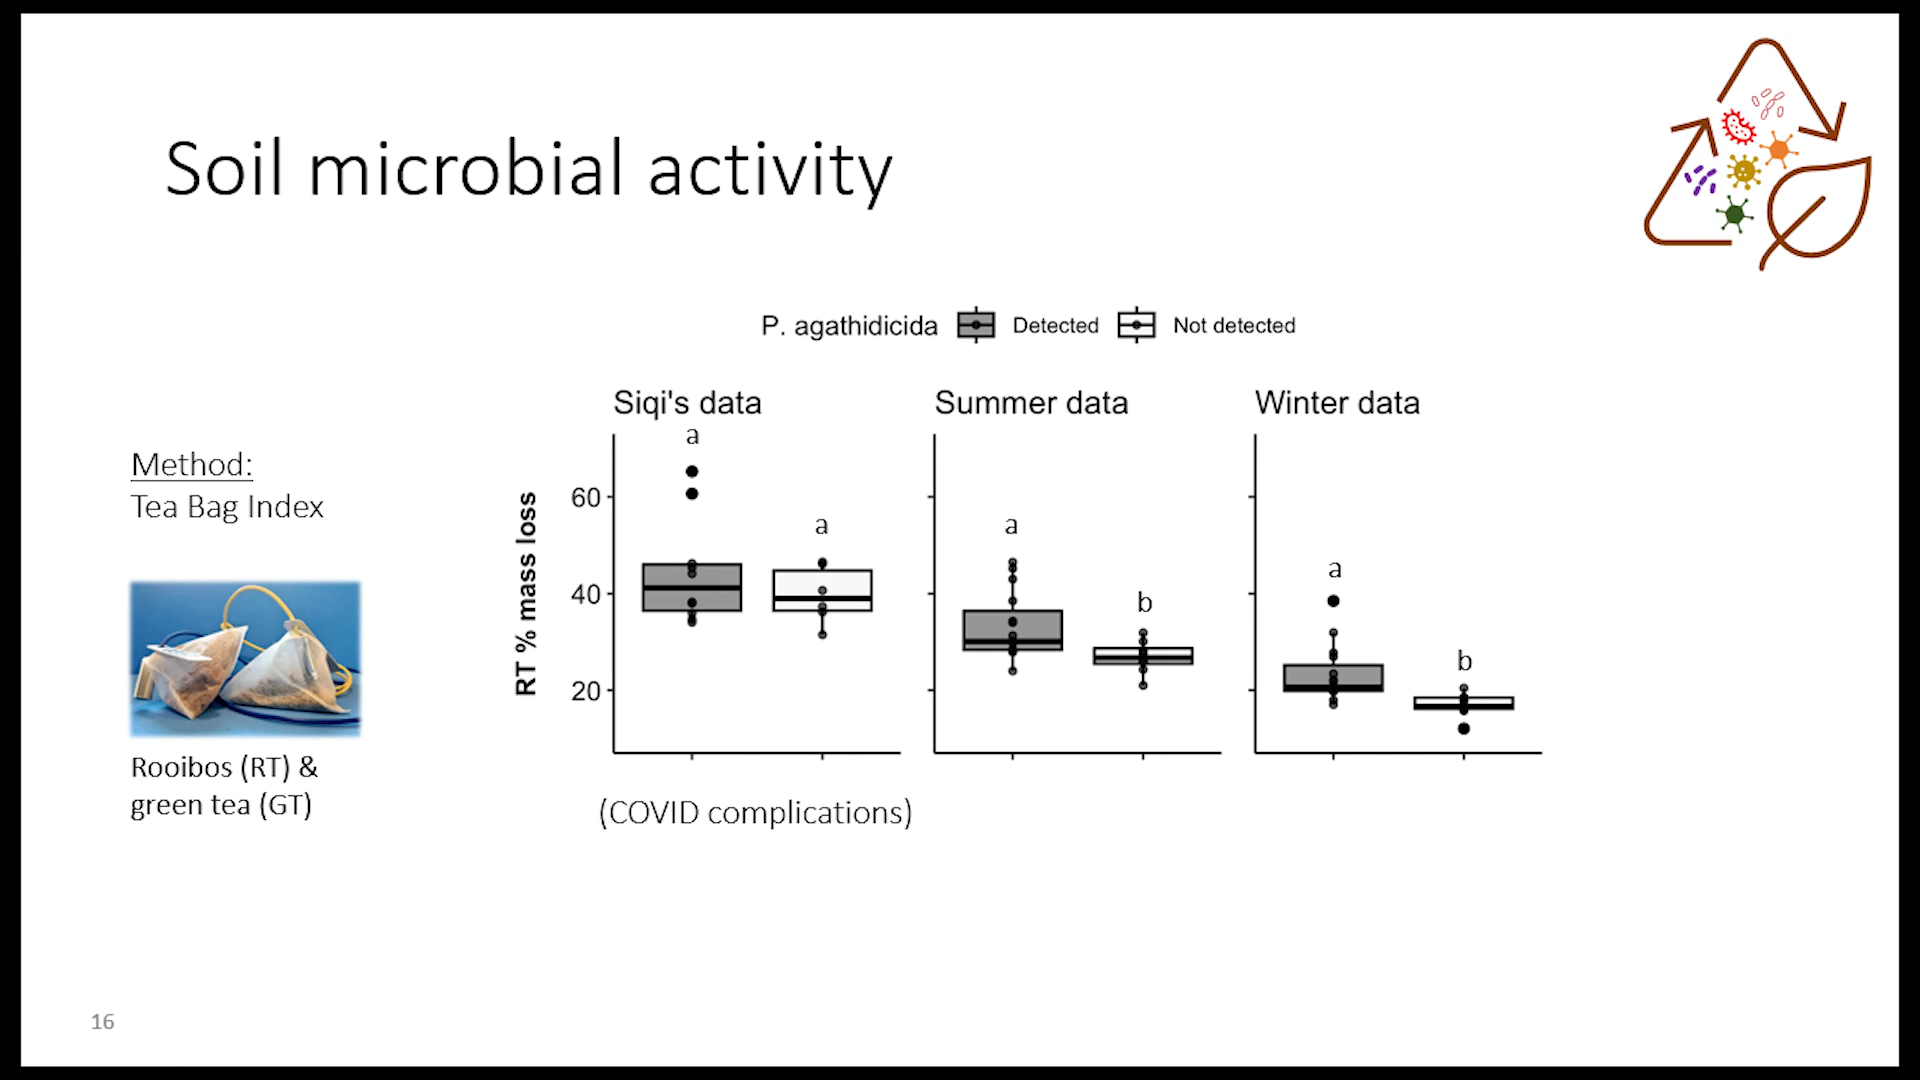 Soil microbial activity
P. agathidicida Detected Not detected
Siqi's data Summer data Winter data
Method:
Tea Bag Index
RT % mass loss
60
40
20
a
a
a
b
a
b
Rooibos (RT) &
green tea (GT)
(COVID complications)
16